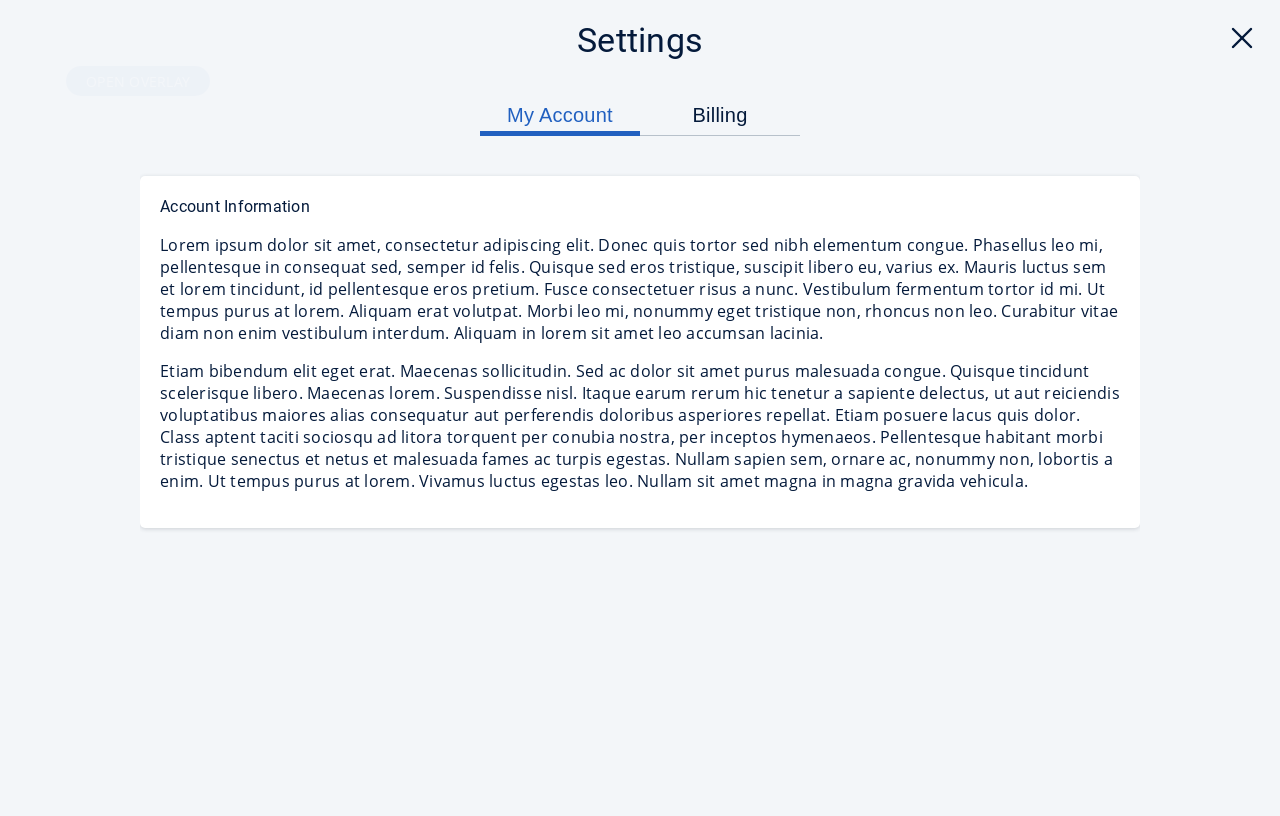 Settings
OPEN OVERLAY
My Account
Billing
Account Information
Lorem ipsum dolor sit amet, consectetur adipiscing elit. Donec quis tortor sed nibh elementum congue. Phasellus leo mi,
pellentesque in consequat sed, semper id felis. Quisque sed eros tristique, suscipit libero eu, varius ex. Mauris luctus sem
et lorem tincidunt, id pellentesque eros pretium. Fusce consectetuer risus a nunc. Vestibulum fermentum tortor id mi. Ut
tempus purus at lorem. Aliquam erat volutpat. Morbi leo mi, nonummy eget tristique non, rhoncus non leo. Curabitur vitae
diam non enim vestibulum interdum. Aliquam in lorem sit amet leo accumsan lacinia.
Etiam bibendum elit eget erat. Maecenas sollicitudin. Sed ac dolor sit amet purus malesuada congue. Quisque tincidunt
scelerisque libero. Maecenas lorem. Suspendisse nisl. Itaque earum rerum hic tenetur a sapiente delectus, ut aut reiciendis
voluptatibus maiores alias consequatur aut perferendis doloribus asperiores repellat. Etiam posuere lacus quis dolor.
Class aptent taciti sociosqu ad litora torquent per conubia nostra, per inceptos hymenaeos. Pellentesque habitant morbi
tristique senectus et netus et malesuada fames ac turpis egestas. Nullam sapien sem, ornare ac, nonummy non, lobortis a
enim. Ut tempus purus at lorem. Vivamus luctus egestas leo. Nullam sit amet magna in magna gravida vehicula.